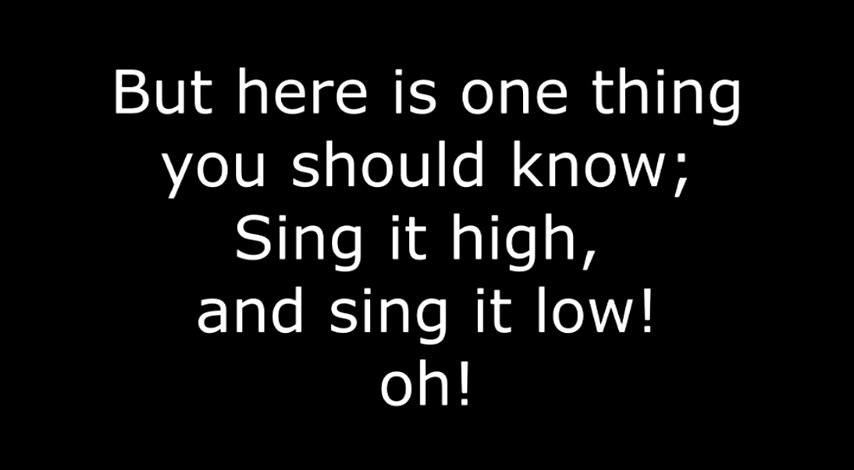 But here is one thing
you should know;
Sing it high,
and sing it low!
oh!